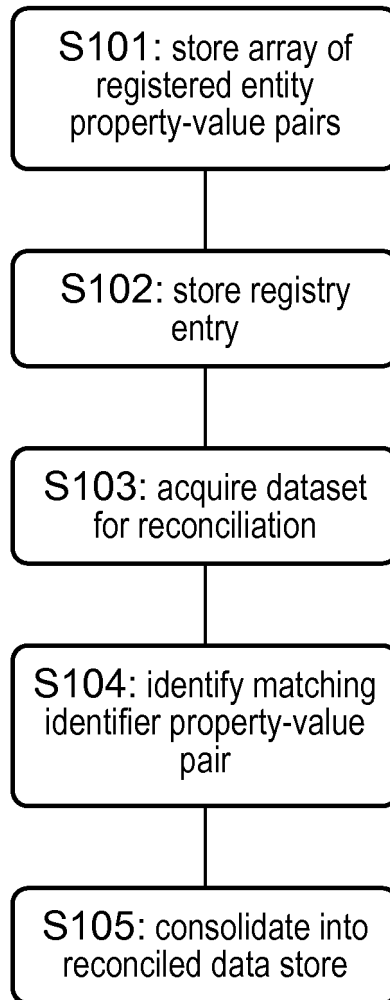 S101: store array of
registered entity
property-value pairs
S102: store registry
entry
S103: acquire dataset
for reconciliation
S104: identify matching
identifier property-value
pair
S105: consolidate into
reconciled data store